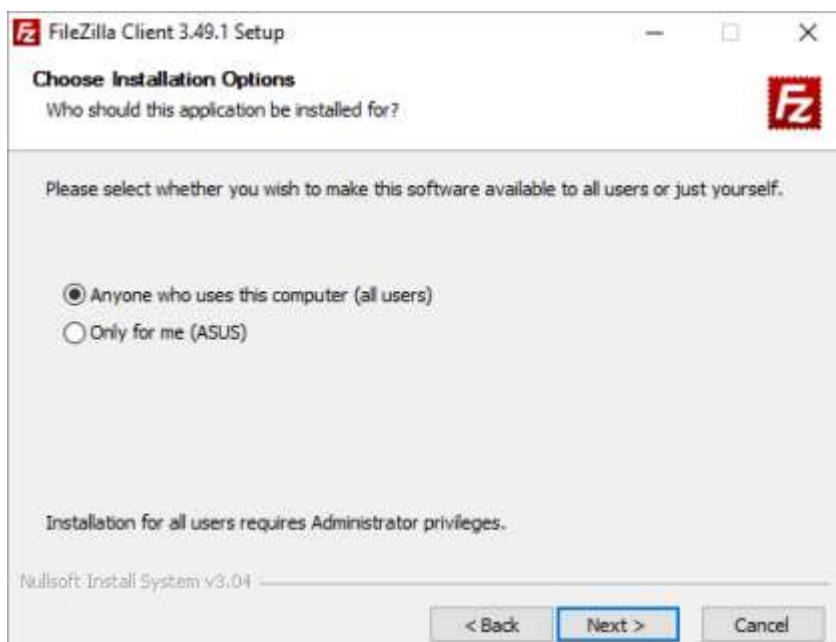 FileZilla Client 3.49.1 Setup
Choose Installation Options
Who should this application be installed for?
Fz
Please select whether you wish to make this software available to all users or just yourself.
Anyone who uses this computer (all users)
Only for me (ASUS)
Installation for all users requires Administrator privileges.
Nullsoft Install System v3.04
< Back
Next >
Cancel